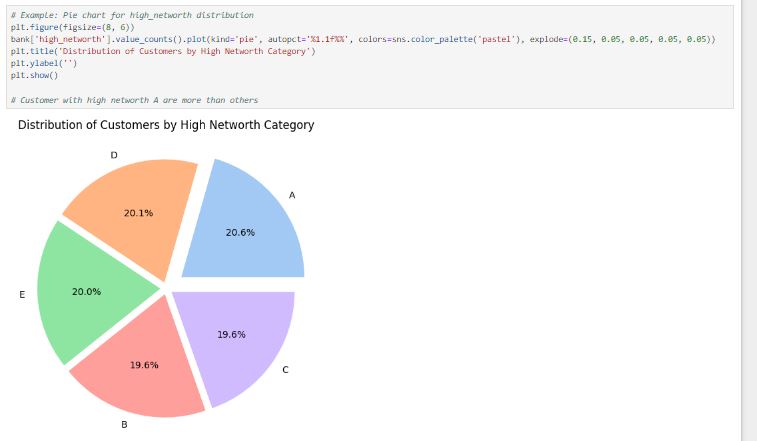 # Example: Pie chart for high_networth distribution
plt.figure(figsize=(8, 6))
bank['high_networth'].value_counts().plot(kind='pie', autopct='%1.1f%%', colors=sns.color_palette('pastel'), explode=(0.15, 0.05, 0.05, 0.05, 0.05))
plt.title('Distribution of Customers by High Networth Category')
plt.ylabel('')
plt.show()
# Customer with high networth A are more than others
Distribution of Customers by High Networth Category
D
A
20.1%
20.6%
E
20.0%
19.6%
19.6%
C
B